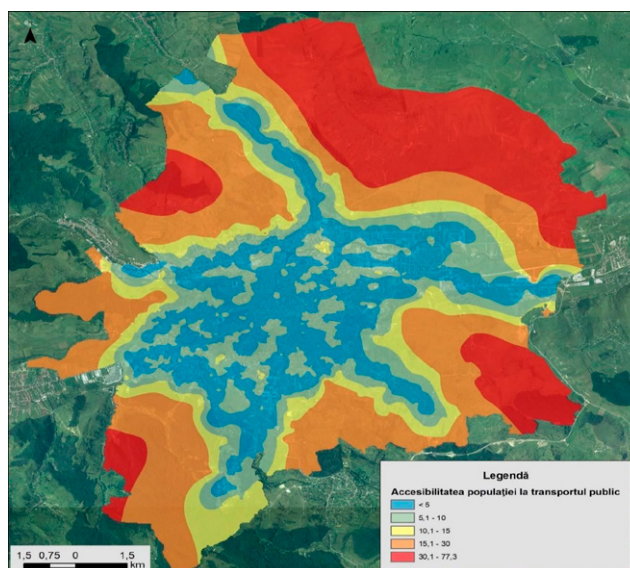 Legendă
Accesibilitatea populației la transportul public
< 5
5,1 - 10
10,1 - 15
15,1 - 30
30,1 - 77,3
1,5 0,75 0 1,5
km